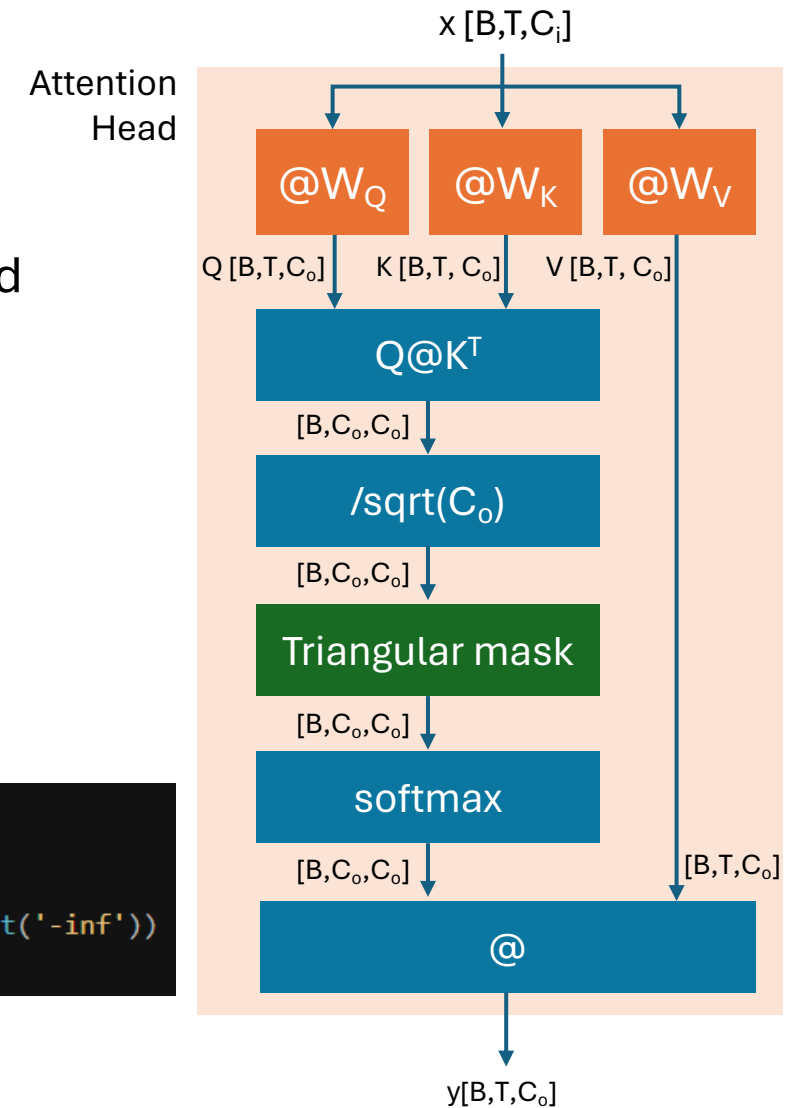 x [B,T,Cᵢ]
Attention
Head
@W_Q
@W_K
@W_V
d
Q [B,T,Cₒ]
K [B,T, Cₒ]
V [B,T, Cₒ]
Q@Kᵀ
[B,Cₒ,Cₒ]
/sqrt(Cₒ)
[B,Cₒ,Cₒ]
Triangular mask
[B,Cₒ,Cₒ]
softmax
[B,Cₒ,Cₒ]
[B,T,Cₒ]
t('-inf'))
@
y[B,T,Cₒ]